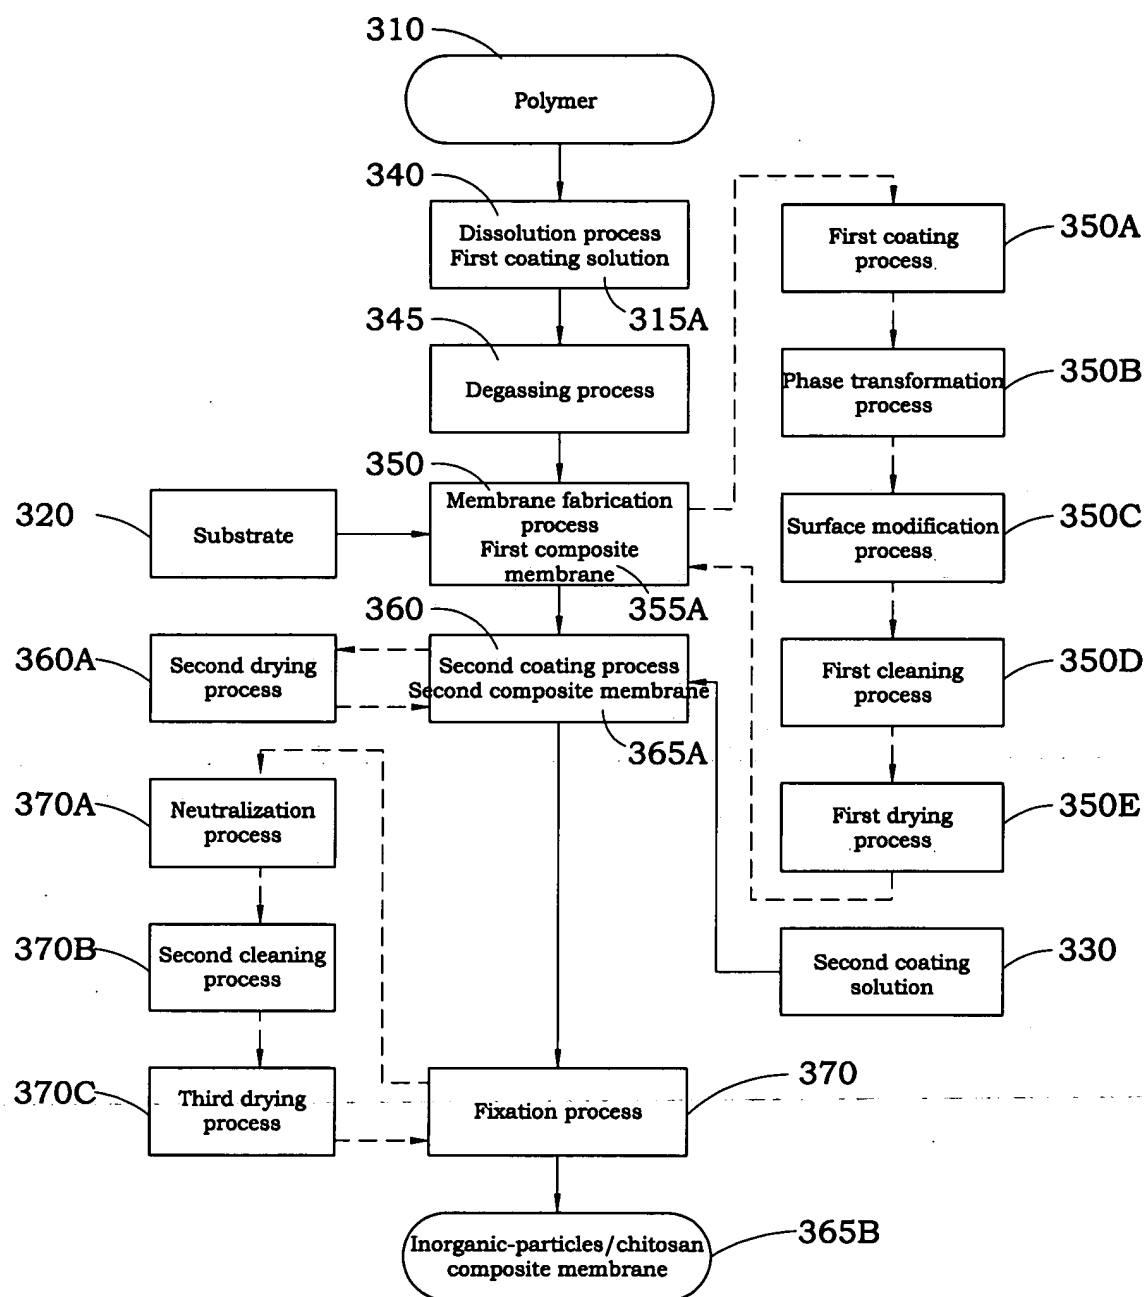 310
Polymer
340
Dissolution process
First coating solution
315A
345
Degassing process
350
Membrane fabrication
process
First composite
membrane
355A
320
Substrate
360
Second coating process
Second composite membrane
365A
360A
Second drying
process
370A
Neutralization
process
370B
Second cleaning
process
370C
Third drying
process
First coating
process
350A
Phase transformation
process
350B
Surface modification
process
350C
First cleaning
process
350D
First drying
process
350E
Second coating
solution
330
Fixation process
370
Inorganic-particles/chitosan
composite membrane
365B